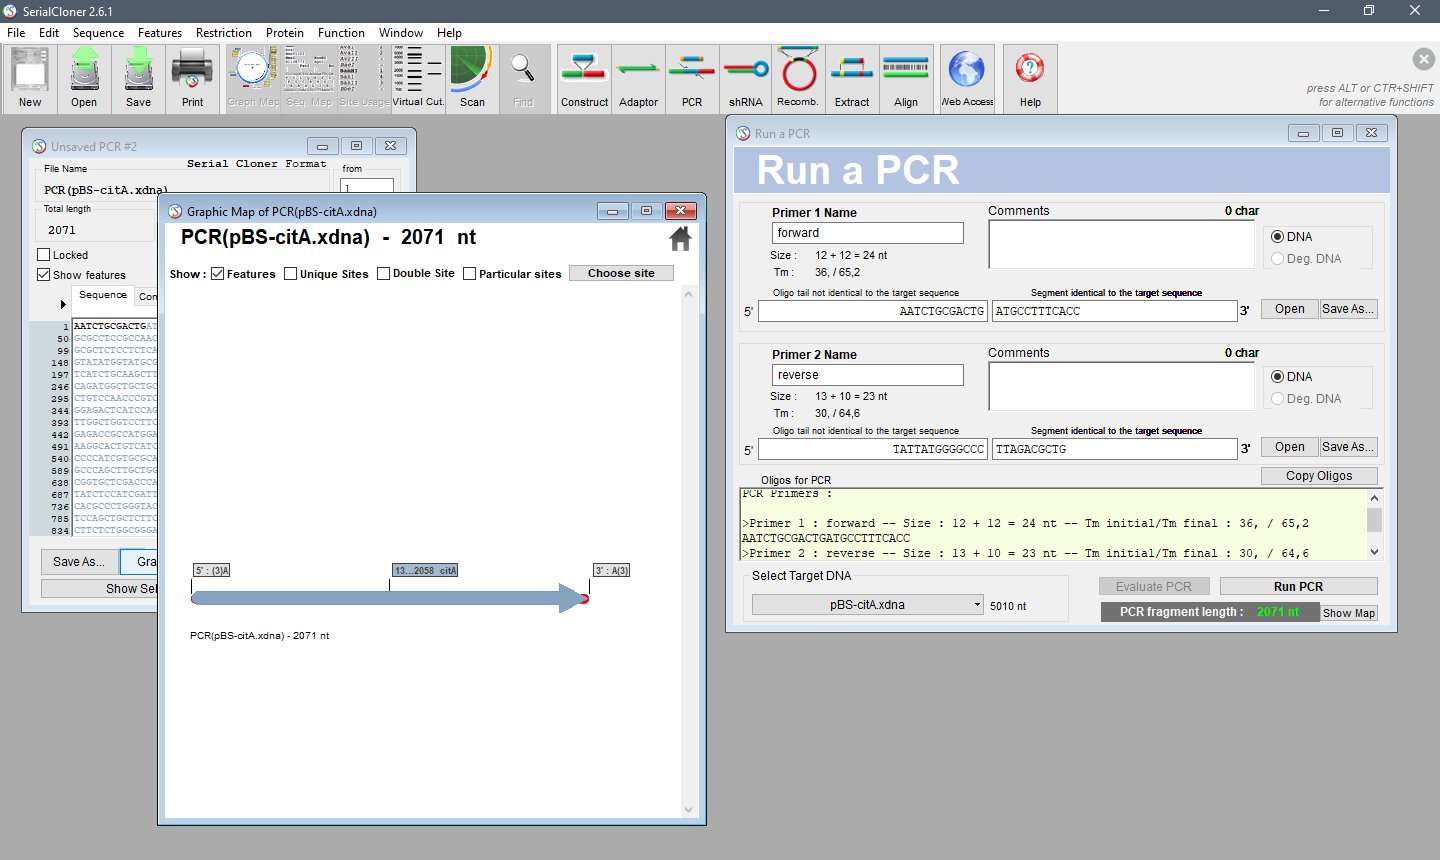 SerialCloner 2.6.1
File Edit Sequence Features Restriction Protein Function Window Help
New Open Save Print Graph Map Seq. Map Site Usage Virtual Cut. Scan Find Construct Adaptor PCR shRNA Recomb. Extract Align Web Access Help
press ALT or CTR+SHIFT
for alternative functions
Unsaved PCR #2
Serial Cloner Format
File Name
from
PCR(pBS-citA.xdna)
1
Total length
2071
Locked
Show features
Sequence Con
1 AATCTGCGACTGAT
50 GCGCCTCCGCCAAC
99 GCGCTCTCCTCTCA
148 GTATATGGTATGCG
197 TCATCTGCAAGCTT
246 CAGATGGCTGCTGC
295 CTGTCCAACCCGTC
344 GGAGACTCATCCAG
393 TTGGCTGGTCCTTC
442 GAGACCGCCATGGA
491 AAGGCACTGTCATC
540 CCCCATCGTGCGCA
589 GCCCAGCTTGCTGG
638 CGGTGCTCGACCCA
687 TATCTCCATCGATT
736 CACGCCCTGGGTAC
785 TCCAGCTGCTCTTC
834 CTTCTCTGGCGGGA
Save As... Gra
Show Sel
Graphic Map of PCR(pBS-citA.xdna)
PCR(pBS-citA.xdna) - 2071 nt
Show : Features Unique Sites Double Site Particular sites Choose site
5' : (3)A 13...2058 citA 3' : A(3)
PCR(pBS-citA.xdna) - 2071 nt
Run a PCR
Run a PCR
Primer 1 Name
Comments
0 char
forward
DNA
Size : 12 + 12 = 24 nt
Deg. DNA
Tm : 36, / 65,2
Oligo tail not identical to the target sequence Segment identical to the target sequence
5' AATCTGCGACTG ATGCCTTTCACC 3' Open Save As...
Primer 2 Name
Comments
0 char
reverse
DNA
Size : 13 + 10 = 23 nt
Deg. DNA
Tm : 30, / 64,6
Oligo tail not identical to the target sequence Segment identical to the target sequence
5' TATTATGGGGCCC TTAGACGCTG 3' Open Save As...
Oligos for PCR
Copy Oligos
PCR Primers :
>Primer 1 : forward -- Size : 12 + 12 = 24 nt -- Tm initial/Tm final : 36, / 65,2
AATCTGCGACTGATGCCTTTCACC
>Primer 2 : reverse -- Size : 13 + 10 = 23 nt -- Tm initial/Tm final : 30, / 64,6
Select Target DNA
Evaluate PCR Run PCR
pBS-citA.xdna 5010 nt
PCR fragment length : 2071 nt Show Map